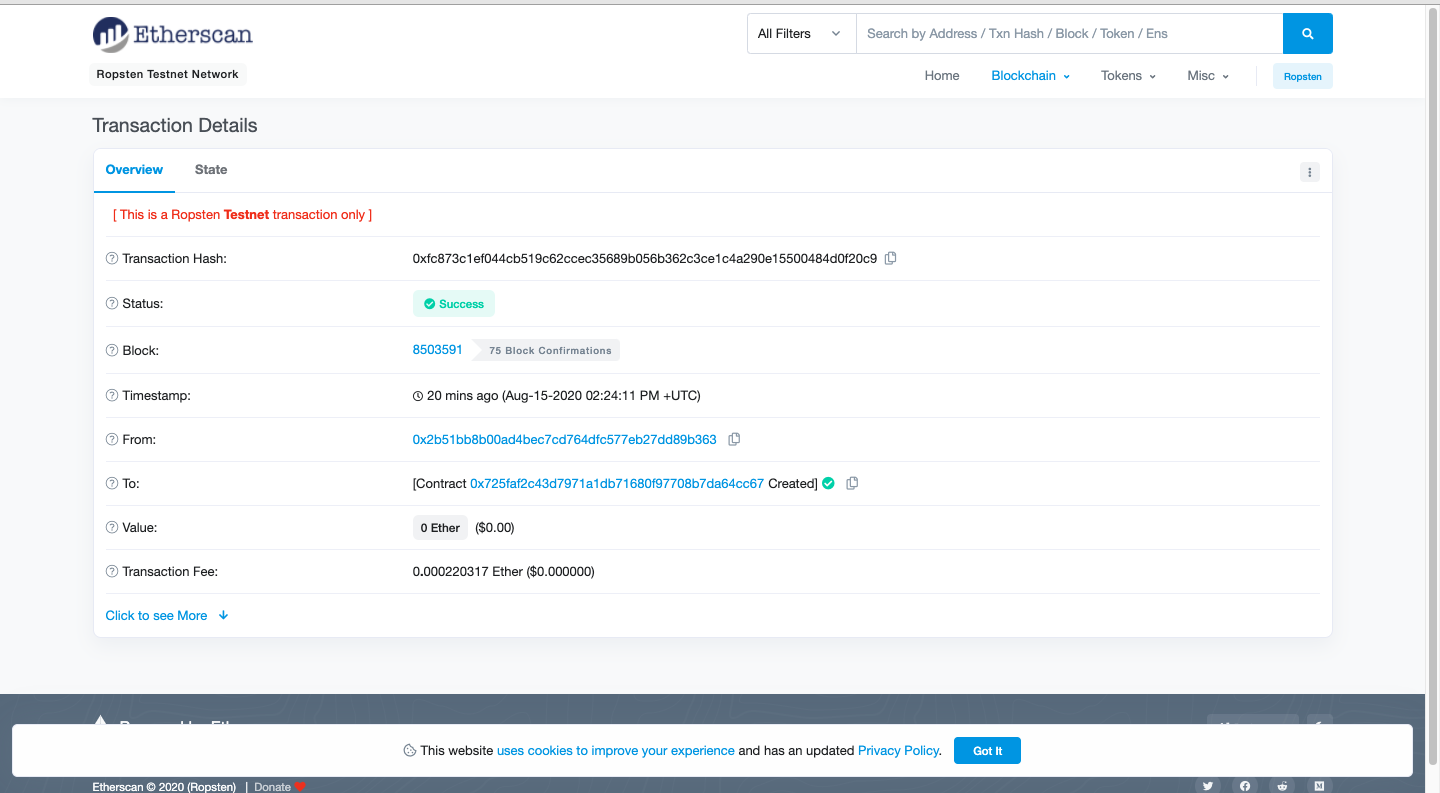 Etherscan
All Filters
Search by Address / Txn Hash / Block / Token / Ens
Ropsten Testnet Network
Home Blockchain Tokens Misc Ropsten
Transaction Details
Overview State
[ This is a Ropsten Testnet transaction only ]
Transaction Hash: 0xfc873c1ef044cb519c62ccec35689b056b362c3ce1c4a290e15500484d0f20c9
Status: Success
Block: 8503591 75 Block Confirmations
Timestamp: 20 mins ago (Aug-15-2020 02:24:11 PM +UTC)
From: 0x2b51bb8b00ad4bec7cd764dfc577eb27dd89b363
To: [Contract 0x725faf2c43d7971a1db71680f97708b7da64cc67 Created]
Value: 0 Ether ($0.00)
Transaction Fee: 0.000220317 Ether ($0.000000)
Click to see More
This website uses cookies to improve your experience and has an updated Privacy Policy. Got It
Etherscan © 2020 (Ropsten) | Donate